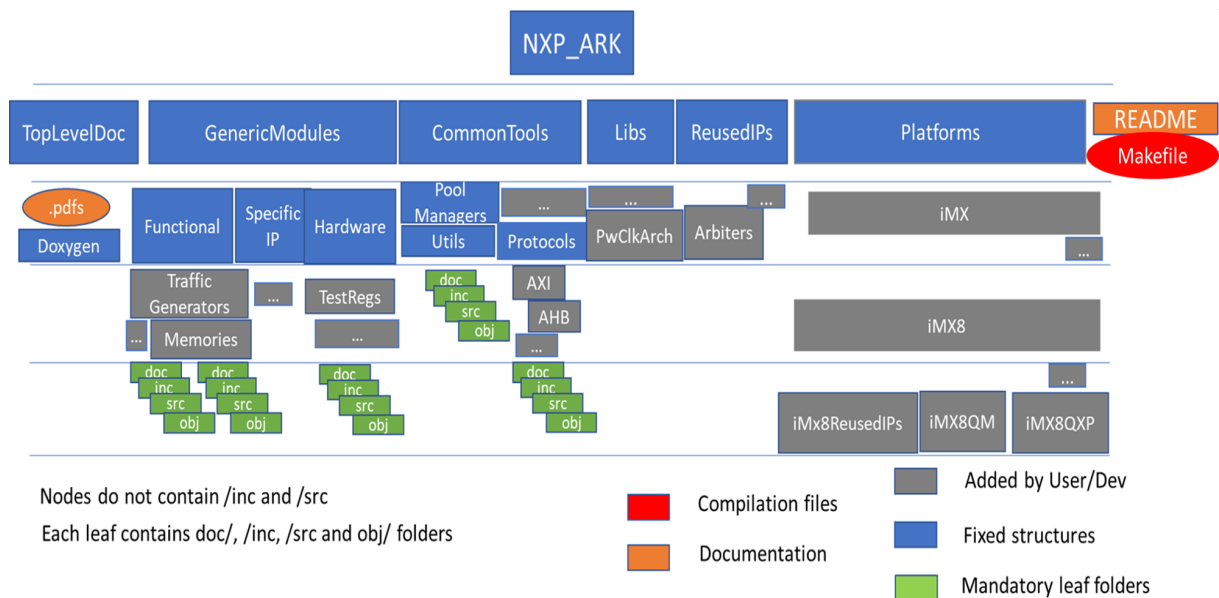 NXP_ARK
TopLevelDoc
GenericModules
CommonTools
Libs
ReusedIPs
Platforms
README
Makefile
.pdfs
Doxygen
Functional
Specific
IP
Hardware
Pool
Managers
Utils
...
Protocols
...
PwClkArch
...
Arbiters
iMX
...
Traffic
Generators
...
Memories
...
TestRegs
...
doc
inc
src
obj
AXI
AHB
...
iMX8
...
doc
inc
src
obj
doc
inc
src
obj
doc
inc
src
obj
doc
inc
src
obj
iMx8ReusedIPs
iMX8QM
iMX8QXP
Nodes do not contain /inc and /src
Each leaf contains doc/, /inc, /src and obj/ folders
Compilation files
Documentation
Added by User/Dev
Fixed structures
Mandatory leaf folders